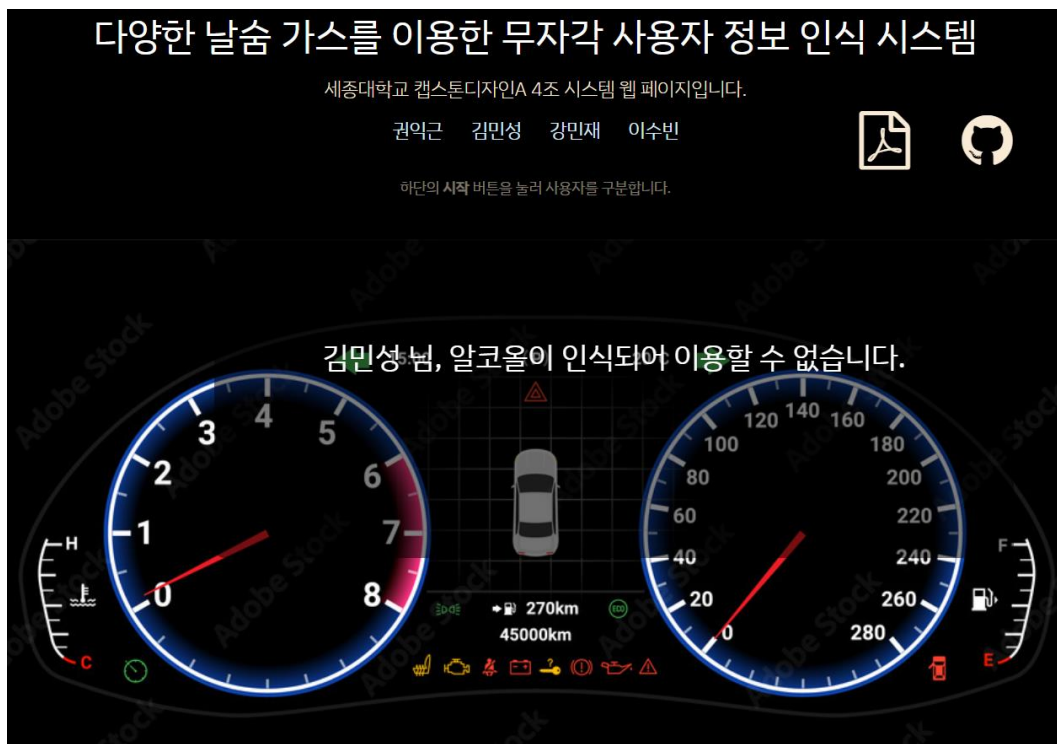 다양한 날숨 가스를 이용한 무자각 사용자 정보 인식 시스템
세종대학교 캡스톤디자인A 4조 시스템 웹 페이지입니다.
권익근 김민성 강민재 이수빈
하단의 시작 버튼을 눌러 사용자를 구분합니다.
김민성 님, 알코올이 인식되어 이용할 수 없습니다.
0 1 2 3 4 5 6 7 8
0 20 40 60 80 100 120 140 160 180 200 220 240 260 280
H
C
F
E
270km
ECO
45000km
Adobe Stock